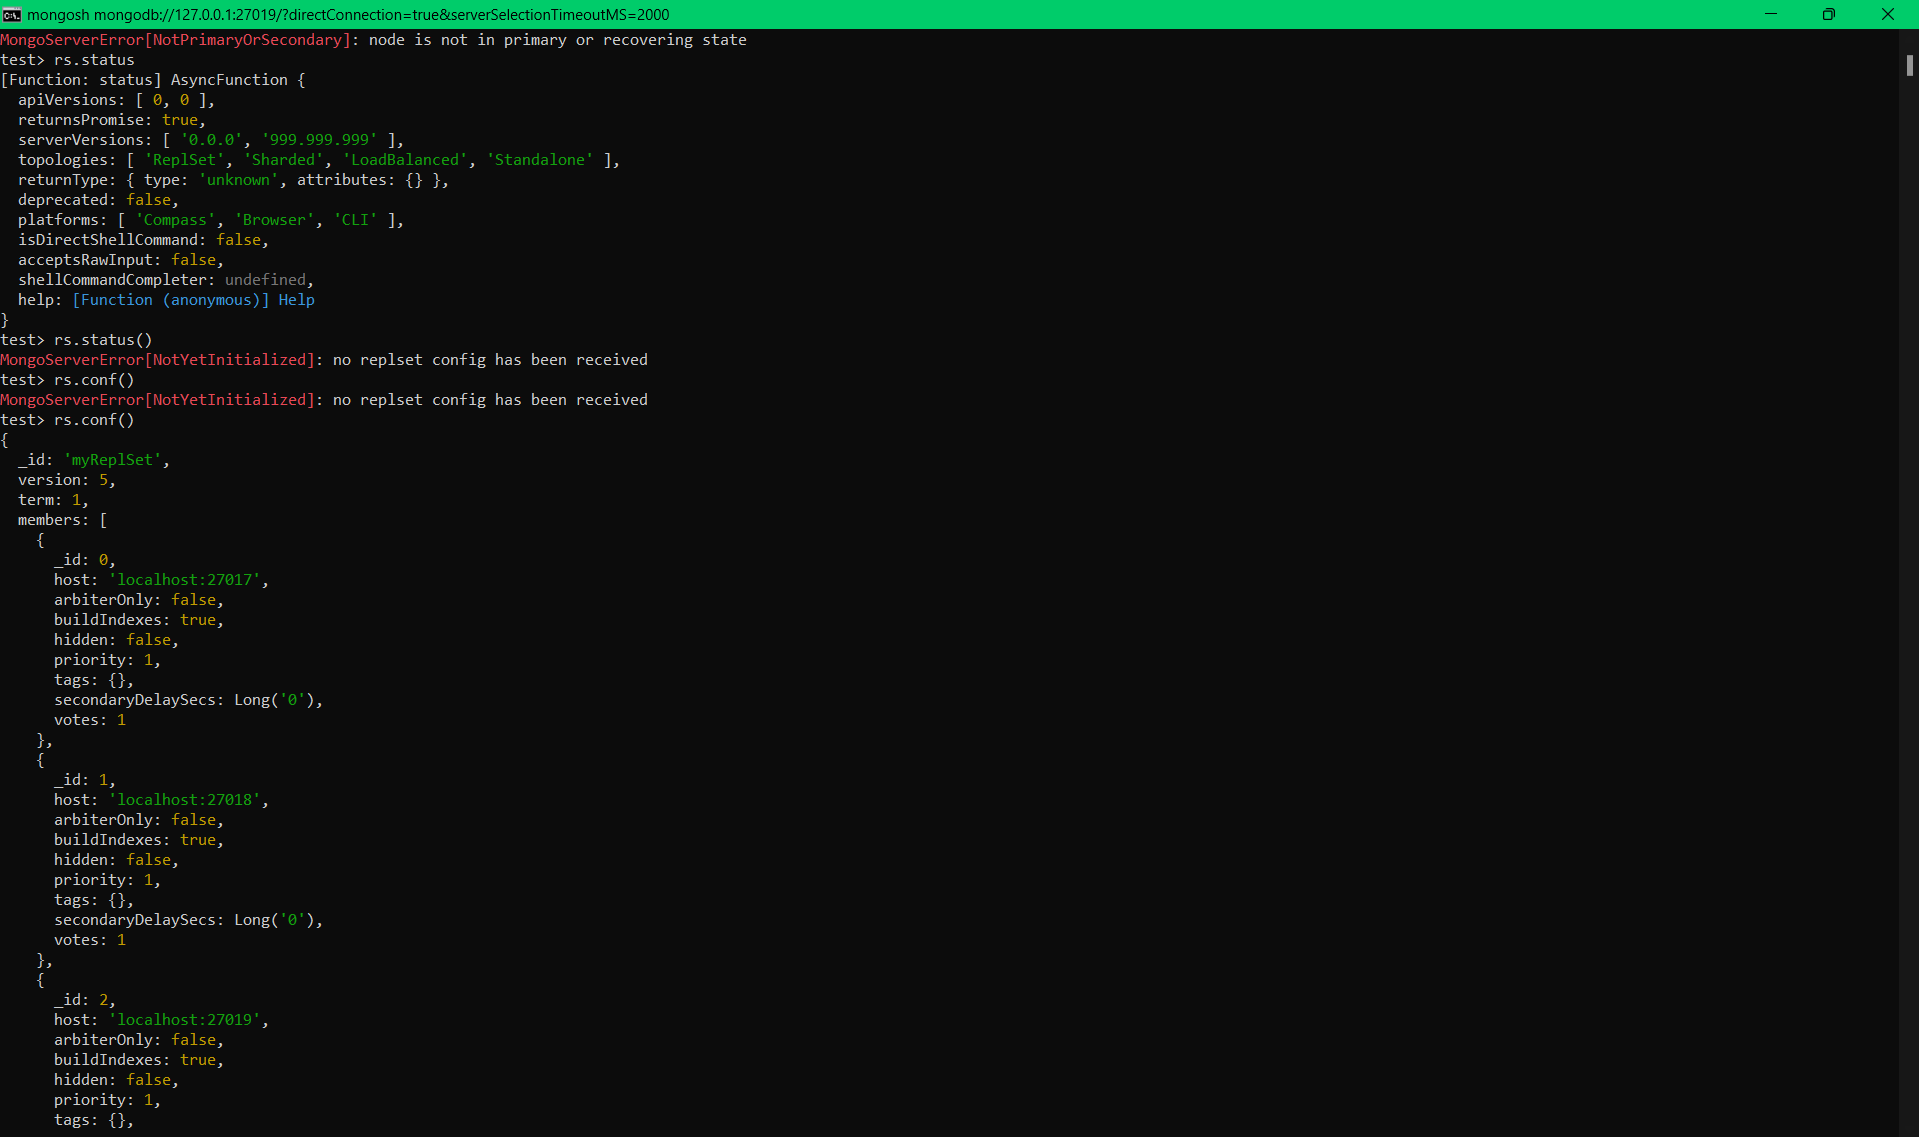 mongosh mongodb://127.0.0.1:27019/?directConnection=true&serverSelectionTimeoutMS=2000
MongoServerError[NotPrimaryOrSecondary]: node is not in primary or recovering state
test> rs.status
[Function: status] AsyncFunction {
  apiVersions: [ 0, 0 ],
  returnsPromise: true,
  serverVersions: [ '0.0.0', '999.999.999' ],
  topologies: [ 'ReplSet', 'Sharded', 'LoadBalanced', 'Standalone' ],
  returnType: { type: 'unknown', attributes: {} },
  deprecated: false,
  platforms: [ 'Compass', 'Browser', 'CLI' ],
  isDirectShellCommand: false,
  acceptsRawInput: false,
  shellCommandCompleter: undefined,
  help: [Function (anonymous)] Help
}
test> rs.status()
MongoServerError[NotYetInitialized]: no replset config has been received
test> rs.conf()
MongoServerError[NotYetInitialized]: no replset config has been received
test> rs.conf()
{
  _id: 'myReplSet',
  version: 5,
  term: 1,
  members: [
    {
      _id: 0,
      host: 'localhost:27017',
      arbiterOnly: false,
      buildIndexes: true,
      hidden: false,
      priority: 1,
      tags: {},
      secondaryDelaySecs: Long('0'),
      votes: 1
    },
    {
      _id: 1,
      host: 'localhost:27018',
      arbiterOnly: false,
      buildIndexes: true,
      hidden: false,
      priority: 1,
      tags: {},
      secondaryDelaySecs: Long('0'),
      votes: 1
    },
    {
      _id: 2,
      host: 'localhost:27019',
      arbiterOnly: false,
      buildIndexes: true,
      hidden: false,
      priority: 1,
      tags: {},